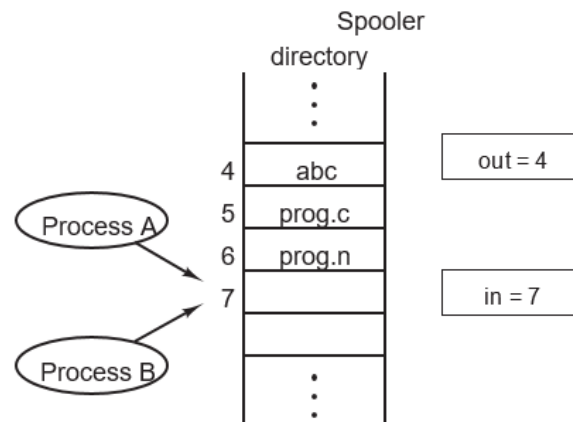 Spooler
directory
4 abc
out = 4
5 prog.c
Process A
6 prog.n
7
in = 7
Process B